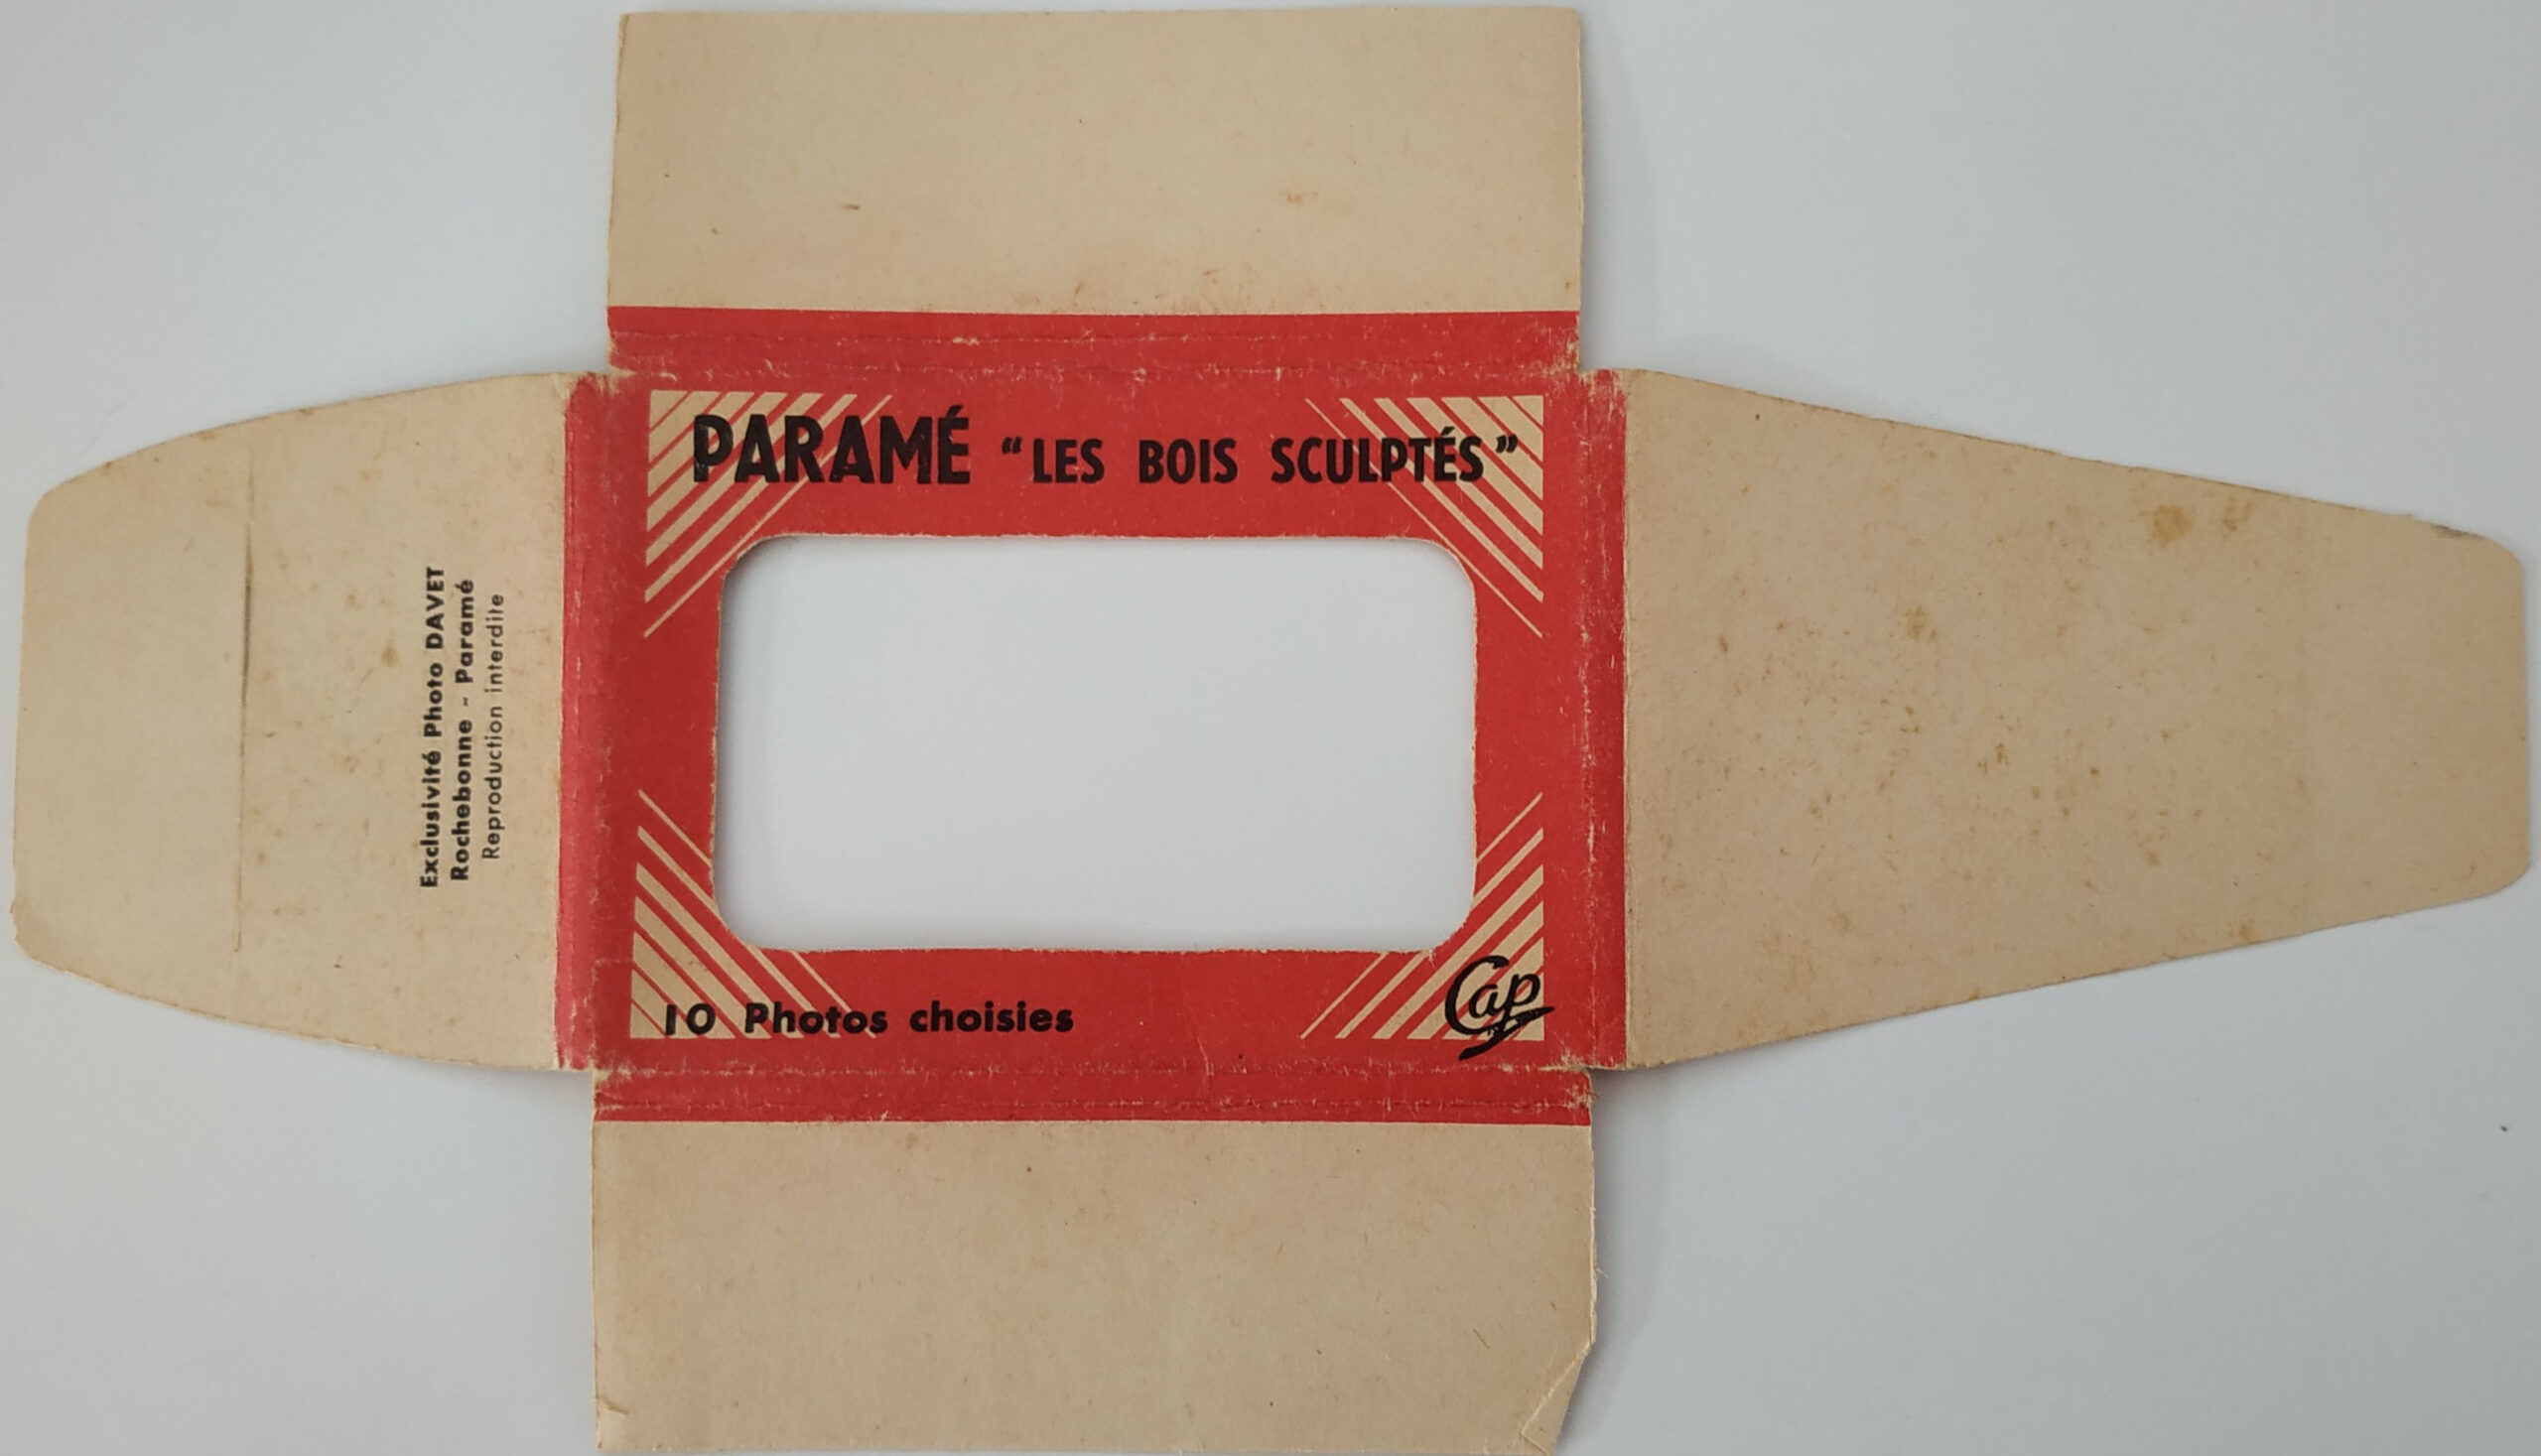 PARAMÉ “LES BOIS SCULPTÉS”
10 Photos choisies
Cap
Exclusivité Photo DAVET
Rochebonne - Paramé
Reproduction interdite